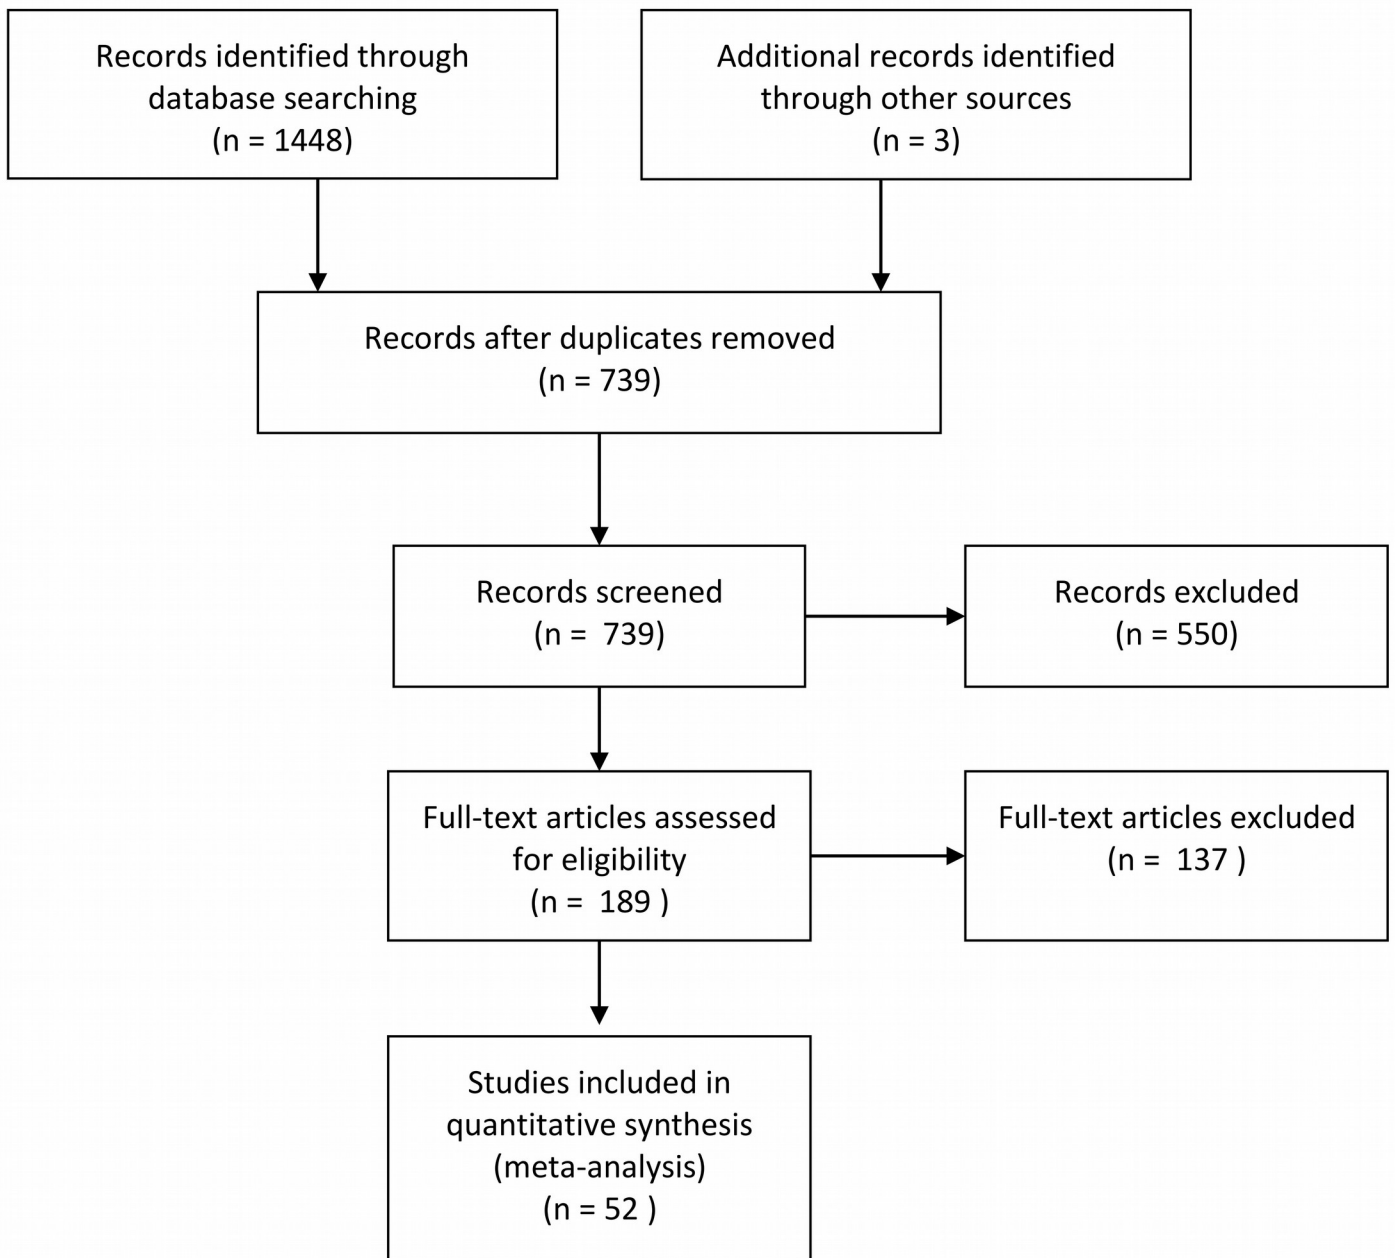 Records identified through
database searching
(n = 1448)
Additional records identified
through other sources
(n = 3)
Records after duplicates removed
(n = 739)
Records screened
(n =  739)
Records excluded
(n = 550)
Full-text articles assessed
for eligibility
(n =  189 )
Full-text articles excluded
(n =  137 )
Studies included in
quantitative synthesis
(meta-analysis)
(n = 52 )